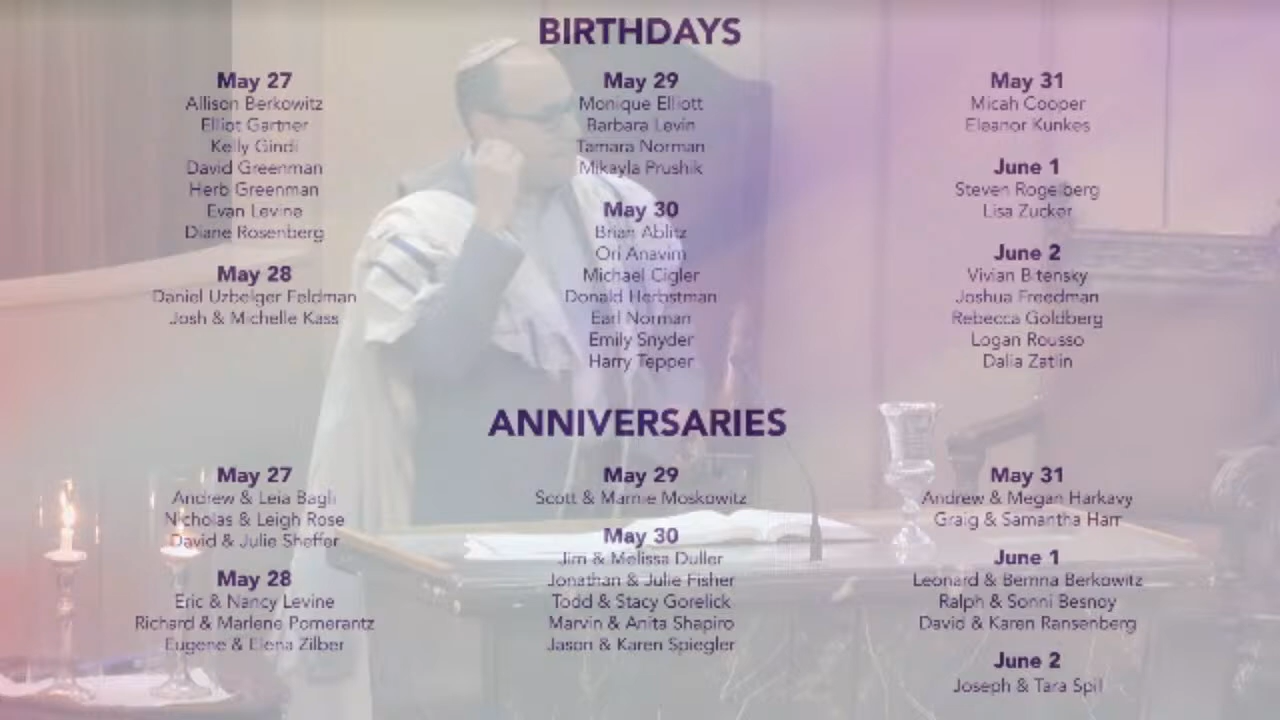 BIRTHDAYS
May 27
Allison Berkowitz
Elliot Gartner
Kelly Gindi
David Greenman
Herb Greenman
Evan Levine
Diane Rosenberg
May 28
Daniel Uzbelger Feldman
Josh & Michelle Kass
May 29
Monique Elliott
Barbara Levin
Tamara Norman
Mikayla Prushik
May 30
Brian Ablitz
Ori Anavim
Michael Cigler
Donald Herbstman
Earl Norman
Emily Snyder
Harry Tepper
May 31
Micah Cooper
Eleanor Kunkes
June 1
Steven Rogelberg
Lisa Zucker
June 2
Vivian Bitensky
Joshua Freedman
Rebecca Goldberg
Logan Rousso
Dalia Zatlin
ANNIVERSARIES
May 27
Andrew & Leia Bagli
Nicholas & Leigh Rose
David & Julie Sheffer
May 28
Eric & Nancy Levine
Richard & Marlene Pomerantz
Eugene & Elena Zilber
May 29
Scott & Marnie Moskowitz
May 30
Jim & Melissa Duller
Jonathan & Julie Fisher
Todd & Stacy Gorelick
Marvin & Anita Shapiro
Jason & Karen Spiegler
May 31
Andrew & Megan Harkavy
Graig & Samantha Harr
June 1
Leonard & Bernna Berkowitz
Ralph & Sonni Besnoy
David & Karen Ransenberg
June 2
Joseph & Tara Spil